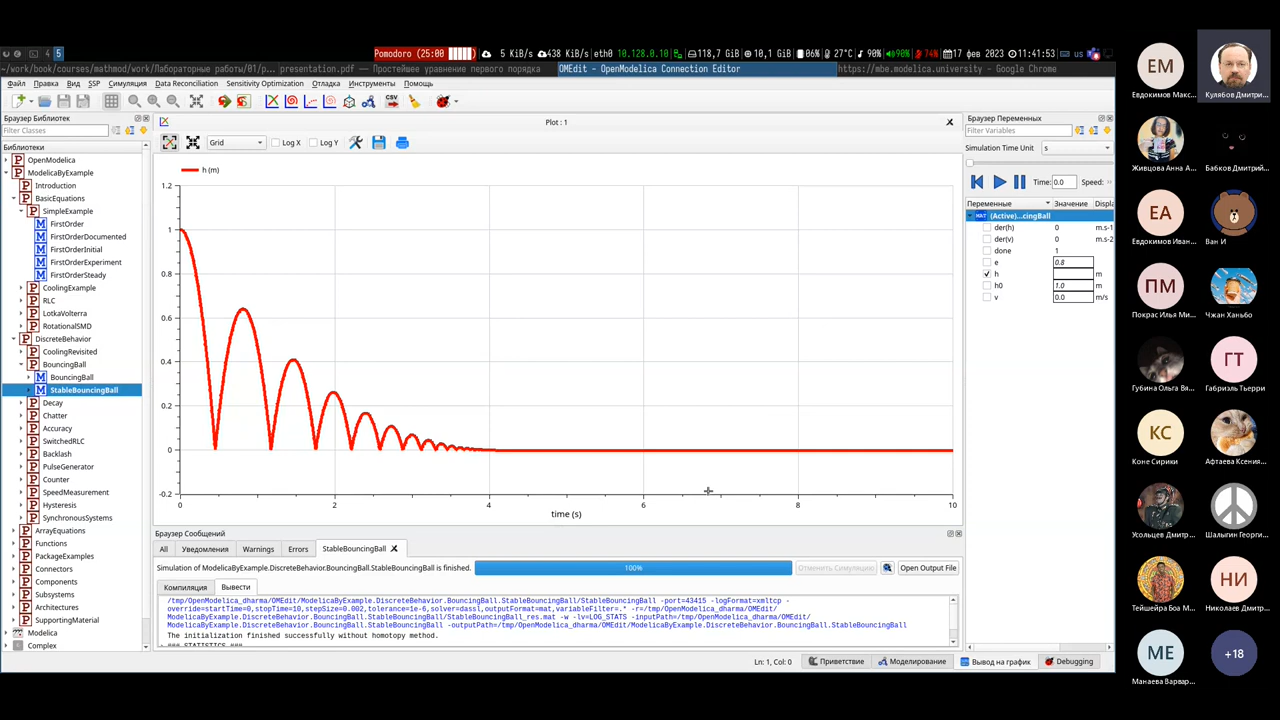 4 5 Pomodoro (25:00 5 KiB/s 438 KiB/s eth0 10.128.0.10 118,7 GiB 10,1 GiB 06% 27°C 90% 90% 74% 17 фев 2023 11:41:53 us
~/work/book/courses/mathmod/work/Лабораторные работы/01/p... presentation.pdf — Простейшее уравнение первого порядка
OMEdit - OpenModelica Connection Editor
https://mbe.modelica.university - Google Chrome
Файл Правка Вид SSP Симуляция Data Reconciliation Sensitivity Optimization Отладка Инструменты Помощь
CSV
Браузер Библиотек
Filter Classes
Библиотеки
OpenModelica
ModelicaByExample
Introduction
BasicEquations
SimpleExample
FirstOrder
FirstOrderDocumented
FirstOrderInitial
FirstOrderExperiment
FirstOrderSteady
CoolingExample
RLC
LotkaVolterra
RotationalSMD
DiscreteBehavior
CoolingRevisited
BouncingBall
BouncingBall
StableBouncingBall
Decay
Chatter
Accuracy
SwitchedRLC
Backlash
PulseGenerator
Counter
SpeedMeasurement
Hysteresis
SynchronousSystems
ArrayEquations
Functions
PackageExamples
Connectors
Components
Subsystems
Architectures
SupportingMaterial
Modelica
Complex
Plot : 1
Grid Log X Log Y
h (m)
1.2
1
0.8
0.6
0.4
0.2
0
-0.2
0 2 4 6 8 10
time (s)
Браузер Сообщений
All Уведомления Warnings Errors StableBouncingBall
Simulation of ModelicaByExample.DiscreteBehavior.BouncingBall.StableBouncingBall is finished. 100% Отменить Симуляцию Open Output File
Компиляция Вывести
/tmp/OpenModelica_dharma/OMEdit/ModelicaByExample.DiscreteBehavior.BouncingBall.StableBouncingBall/StableBouncingBall -port=43415 -logFormat=xmltcp -
override=startTime=0,stopTime=10,stepSize=0.002,tolerance=1e-6,solver=dassl,outputFormat=mat,variableFilter=.* -r=/tmp/OpenModelica_dharma/OMEdit/
ModelicaByExample.DiscreteBehavior.BouncingBall.StableBouncingBall/StableBouncingBall_res.mat -w -lv=LOG_STATS -inputPath=/tmp/OpenModelica_dharma/OMEdit/
ModelicaByExample.DiscreteBehavior.BouncingBall.StableBouncingBall -outputPath=/tmp/OpenModelica_dharma/OMEdit/ModelicaByExample.DiscreteBehavior.BouncingBall.StableBouncingBall
The initialization finished successfully without homotopy method.
### STATISTICS ###
Ln: 1, Col: 0 Приветствие Моделирование Вывод на график Debugging
Браузер Переменных
Filter Variables
Simulation Time Unit s
Time: 0.0 Speed:
Переменные Значение Displa
(Active)...cingBall
der(h) 0 m.s-1
der(v) 0 m.s-2
done 1
e 0.8
h m
h0 1.0 m
v 0.0 m/s
ЕМ
Евдокимов Макс...
Кулябов Дмитри...
Живцова Анна А...
Бабков Дмитрий...
ЕА
Евдокимов Иван...
Ван И
ПМ
Покрас Илья Ми...
Чжан Ханьбо
Губина Ольга Вя...
ГТ
Габриэль Тьерри
КС
Коне Сирики
Афтаева Ксения...
Усольцев Дмитр...
Шалыгин Георги...
Тейшейра Боа М...
НИ
Николаев Дмитр...
МЕ
Манаева Варвар...
+18